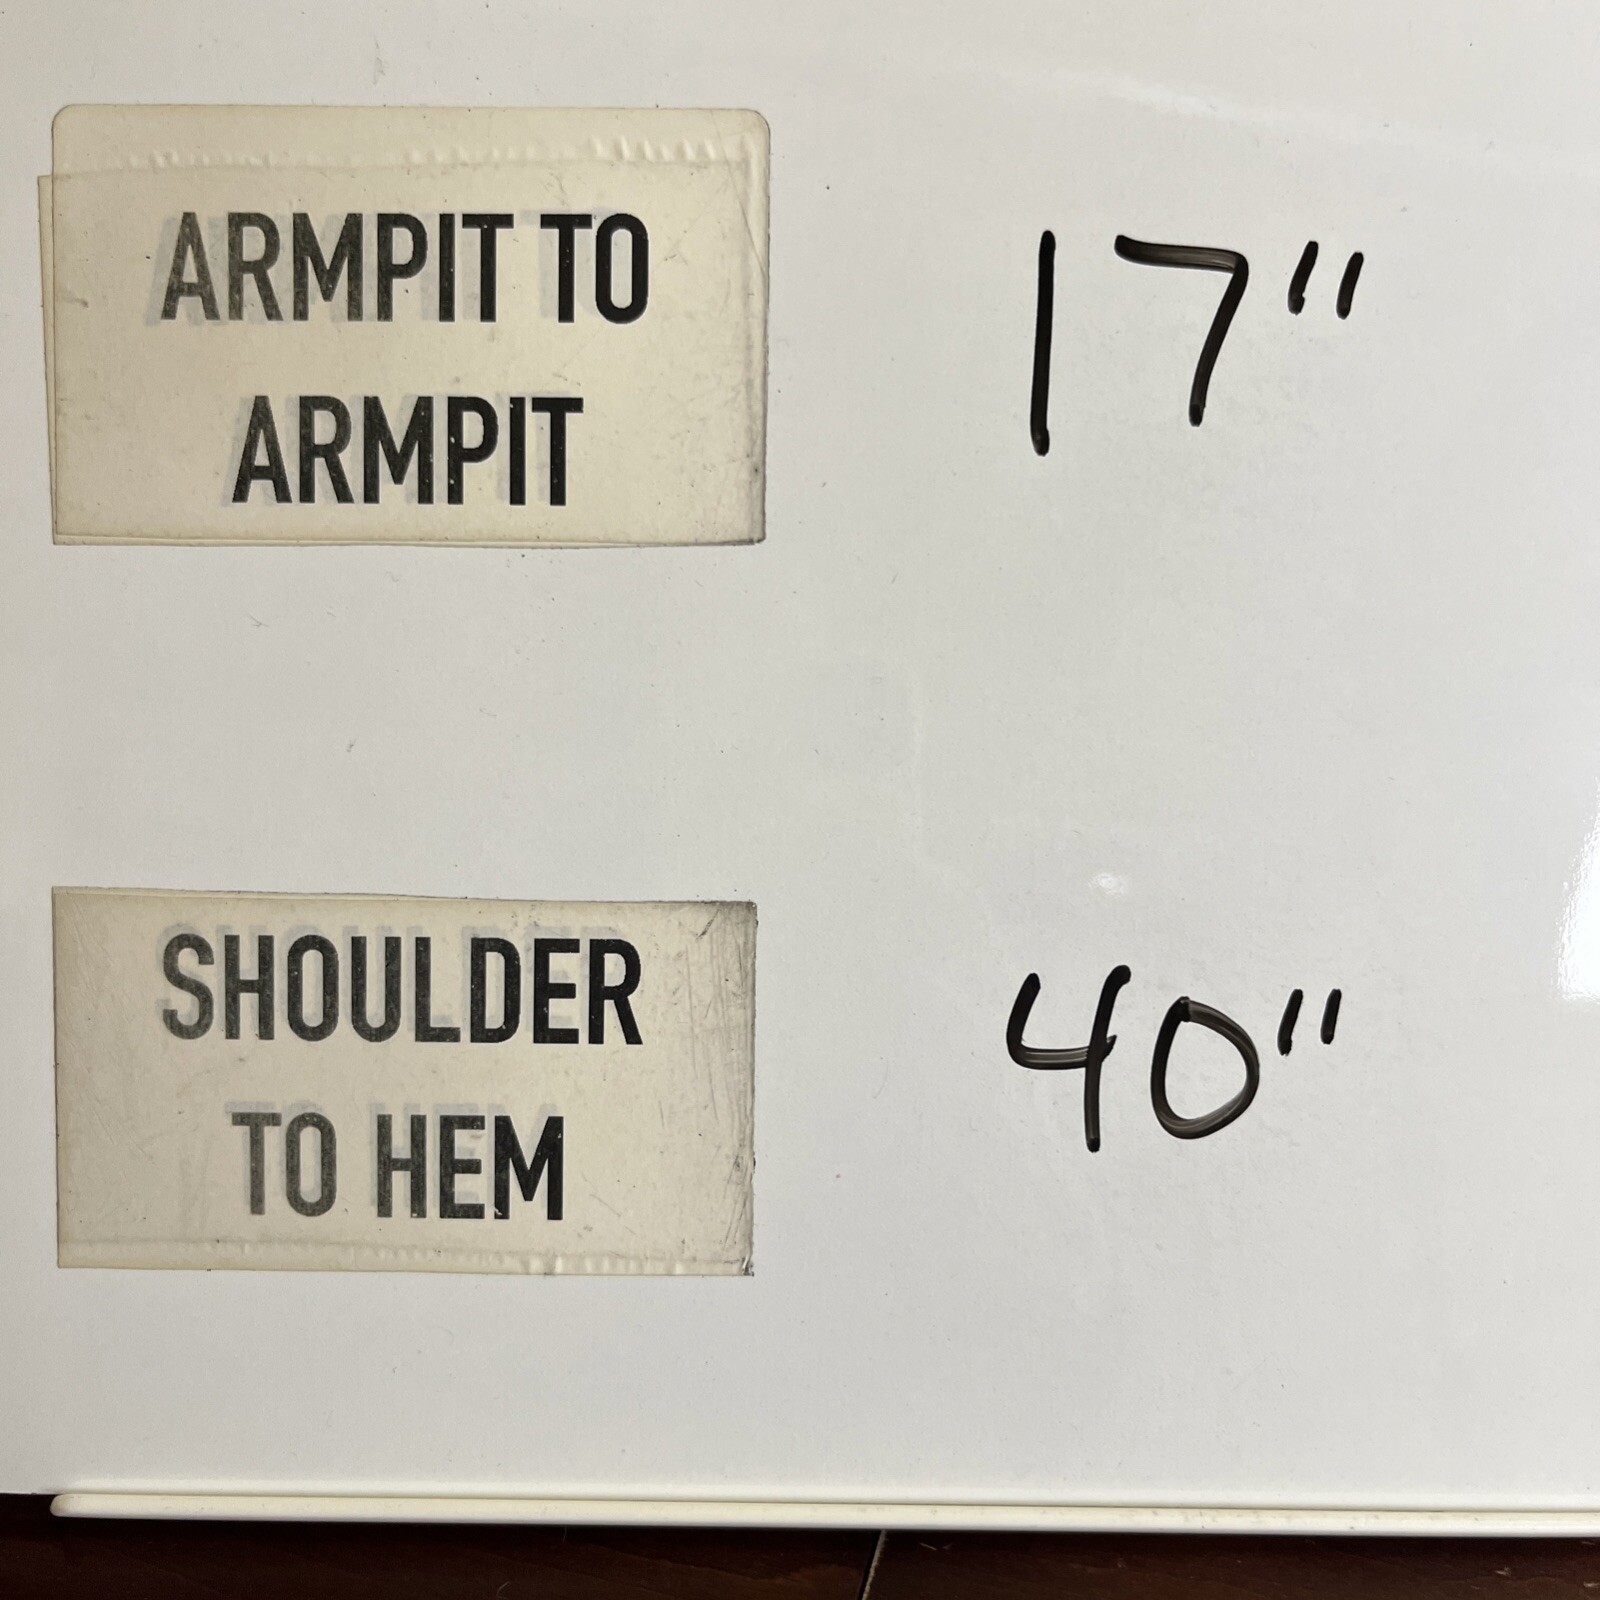 ARMPIT TO
ARMPIT
17"
SHOULDER
TO HEM
40"